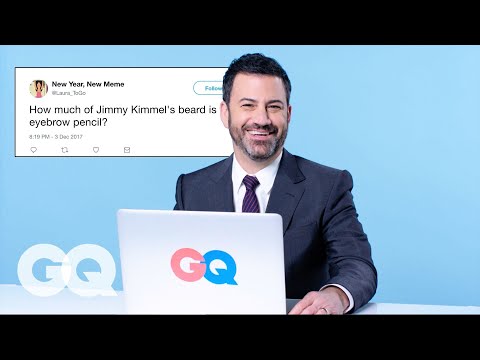 New Year, New Meme
@Laura_ToGo
Follow
How much of Jimmy Kimmel's beard is
eyebrow pencil?
6:19 PM - 3 Dec 2017
GQ
GQ